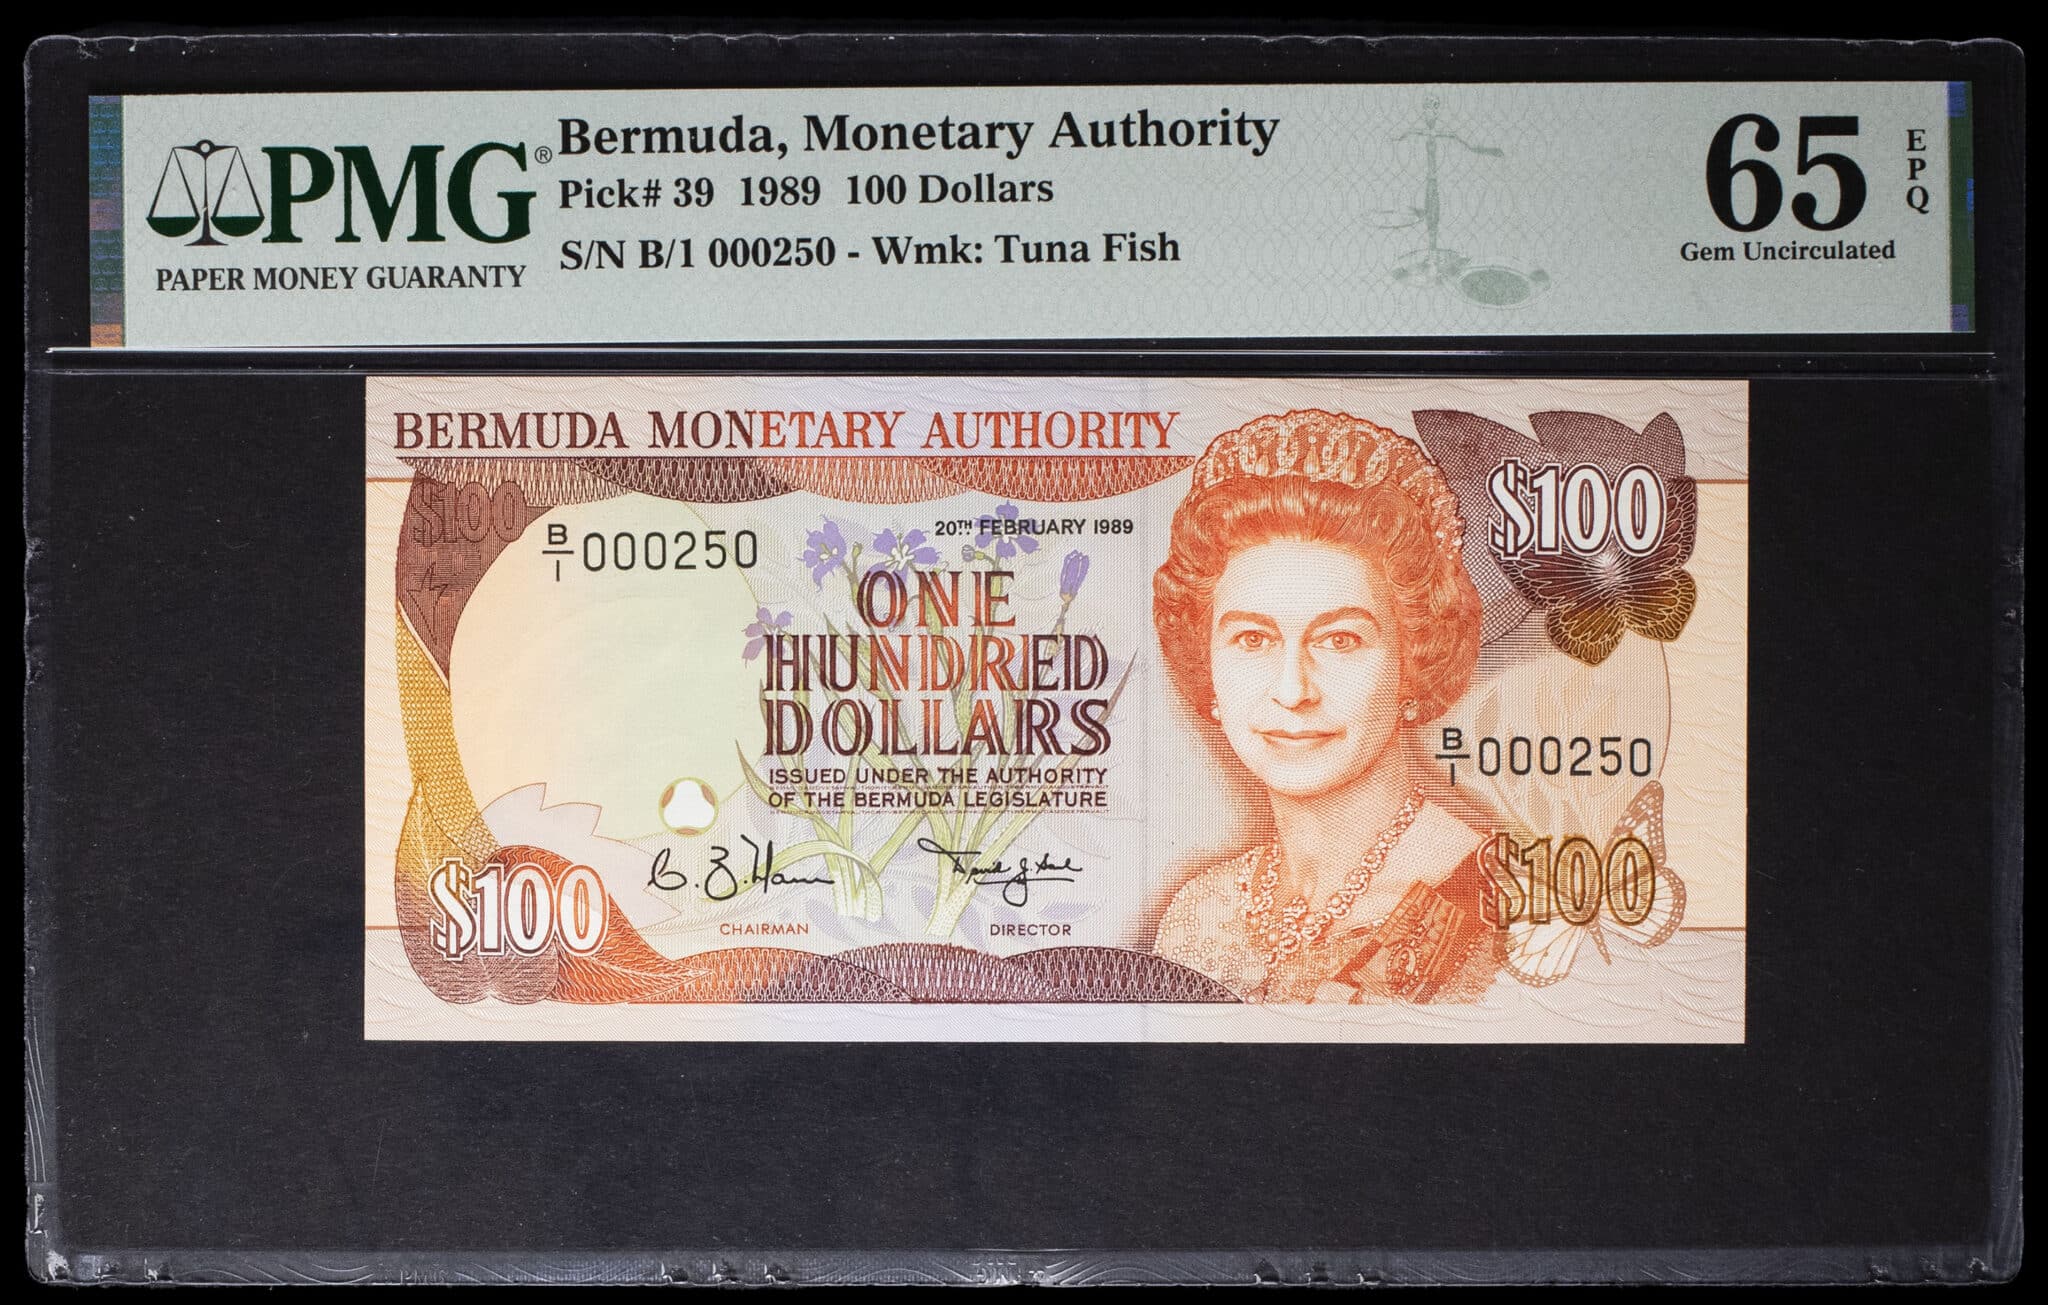 PMG®
PAPER MONEY GUARANTY
Bermuda, Monetary Authority
Pick# 39 1989 100 Dollars
S/N B/1 000250 - Wmk: Tuna Fish
65
EPQ
Gem Uncirculated
BERMUDA MONETARY AUTHORITY
$100
$100
B/1 000250
20TH FEBRUARY 1989
ONE
HUNDRED
DOLLARS
ISSUED UNDER THE AUTHORITY
OF THE BERMUDA LEGISLATURE
B/1 000250
$100
$100
CHAIRMAN
DIRECTOR